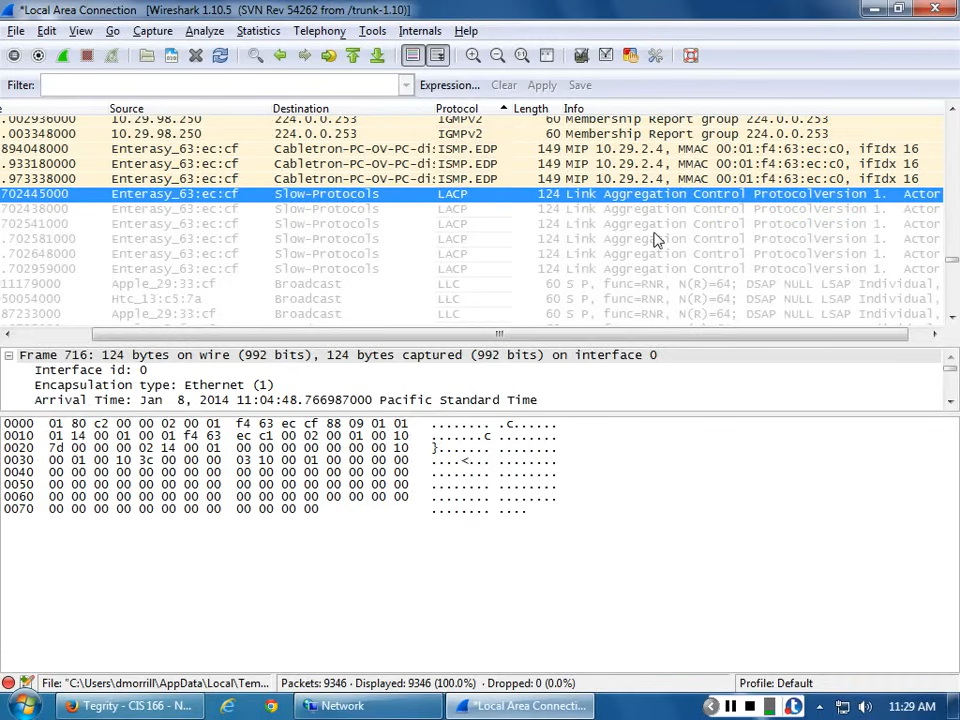 *Local Area Connection   [Wireshark 1.10.5  (SVN Rev 54262 from /trunk-1.10)]
File  Edit  View  Go  Capture  Analyze  Statistics  Telephony  Tools  Internals  Help
Filter:  Expression...  Clear  Apply  Save
Source  Destination  Protocol  Length  Info
.002936000  10.29.98.250  224.0.0.253  IGMPv2  60 Membership Report group 224.0.0.253
.003348000  10.29.98.250  224.0.0.253  IGMPv2  60 Membership Report group 224.0.0.253
894048000  Enterasy_63:ec:cf  Cabletron-PC-OV-PC-di:  ISMP.EDP  149 MIP 10.29.2.4, MMAC 00:01:f4:63:ec:c0, ifIdx 16
.933180000  Enterasy_63:ec:cf  Cabletron-PC-OV-PC-di:  ISMP.EDP  149 MIP 10.29.2.4, MMAC 00:01:f4:63:ec:c0, ifIdx 16
.973338000  Enterasy_63:ec:cf  Cabletron-PC-OV-PC-di:  ISMP.EDP  149 MIP 10.29.2.4, MMAC 00:01:f4:63:ec:c0, ifIdx 16
702445000  Enterasy_63:ec:cf  Slow-Protocols  LACP  124 Link Aggregation Control ProtocolVersion 1.  Actor
702438000  Enterasy_63:ec:cf  Slow-Protocols  LACP  124 Link Aggregation Control ProtocolVersion 1.  Actor
.702541000  Enterasy_63:ec:cf  Slow-Protocols  LACP  124 Link Aggregation Control ProtocolVersion 1.  Actor
.702581000  Enterasy_63:ec:cf  Slow-Protocols  LACP  124 Link Aggregation Control ProtocolVersion 1.  Actor
.702648000  Enterasy_63:ec:cf  Slow-Protocols  LACP  124 Link Aggregation Control ProtocolVersion 1.  Actor
.702959000  Enterasy_63:ec:cf  Slow-Protocols  LACP  124 Link Aggregation Control ProtocolVersion 1.  Actor
11179000  Apple_29:33:cf  Broadcast  LLC  60 S P, func=RNR, N(R)=64; DSAP NULL LSAP Individual,
50054000  Htc_13:c5:7a  Broadcast  LLC  60 S P, func=RNR, N(R)=64; DSAP NULL LSAP Individual,
87233000  Apple_29:33:cf  Broadcast  LLC  60 S P, func=RNR, N(R)=64; DSAP NULL LSAP Individual,
Frame 716: 124 bytes on wire (992 bits), 124 bytes captured (992 bits) on interface 0
Interface id: 0
Encapsulation type: Ethernet (1)
Arrival Time: Jan  8, 2014 11:04:48.766987000 Pacific Standard Time
0000  01 80 c2 00 00 02 00 01  f4 63 ec cf 88 09 01 01  ........ .c......
0010  01 14 00 01 00 01 f4 63  ec c1 00 02 00 01 00 10  .......c ........
0020  7d 00 00 00 02 14 00 01  00 00 00 00 00 00 00 10  }....... ........
0030  00 01 00 10 3c 00 00 00  03 10 00 01 00 00 00 00  ....<... ........
0040  00 00 00 00 00 00 00 00  00 00 00 00 00 00 00 00  ........ ........
0050  00 00 00 00 00 00 00 00  00 00 00 00 00 00 00 00  ........ ........
0060  00 00 00 00 00 00 00 00  00 00 00 00 00 00 00 00  ........ ........
0070  00 00 00 00 00 00 00 00  00 00 00 00  ........ ....
File: "C:\Users\dmorrill\AppData\Local\Tem...  Packets: 9346 · Displayed: 9346 (100.0%) · Dropped: 0 (0.0%)  Profile: Default
Tegrity - CIS 166 - N...  Network  *Local Area Connecti...  11:29 AM